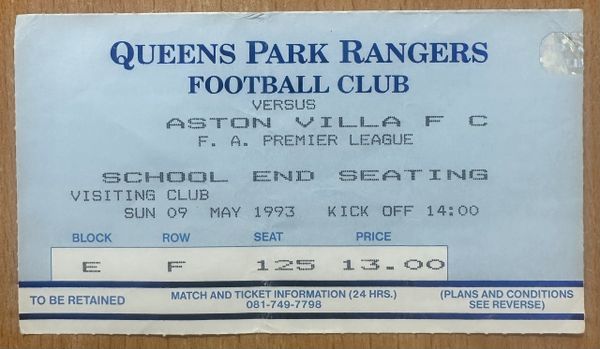 QUEENS PARK RANGERS
FOOTBALL CLUB
VERSUS
ASTON VILLA F C
F. A. PREMIER LEAGUE
SCHOOL END SEATING
VISITING CLUB
SUN 09 MAY 1993 KICK OFF 14:00
BLOCK ROW SEAT PRICE
E F 125 13.00
TO BE RETAINED
MATCH AND TICKET INFORMATION (24 HRS.)
081-749-7798
(PLANS AND CONDITIONS
SEE REVERSE)